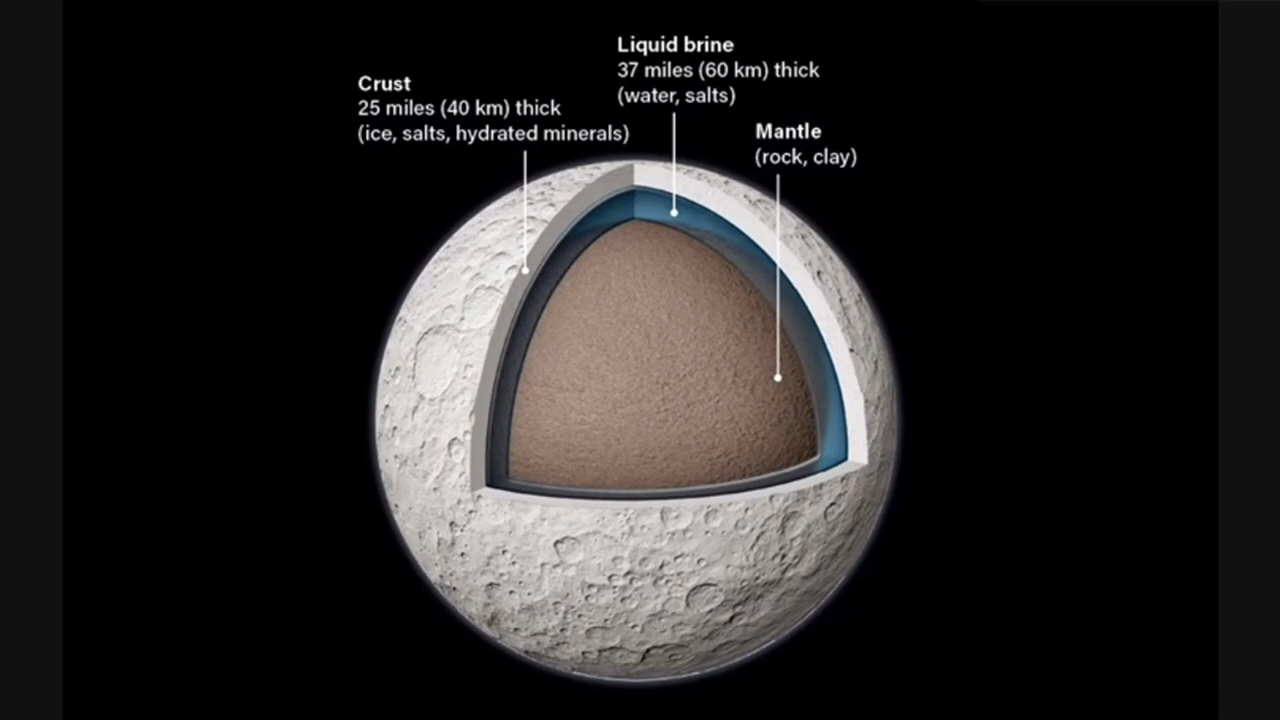 Crust
25 miles (40 km) thick
(ice, salts, hydrated minerals)
Liquid brine
37 miles (60 km) thick
(water, salts)
Mantle
(rock, clay)